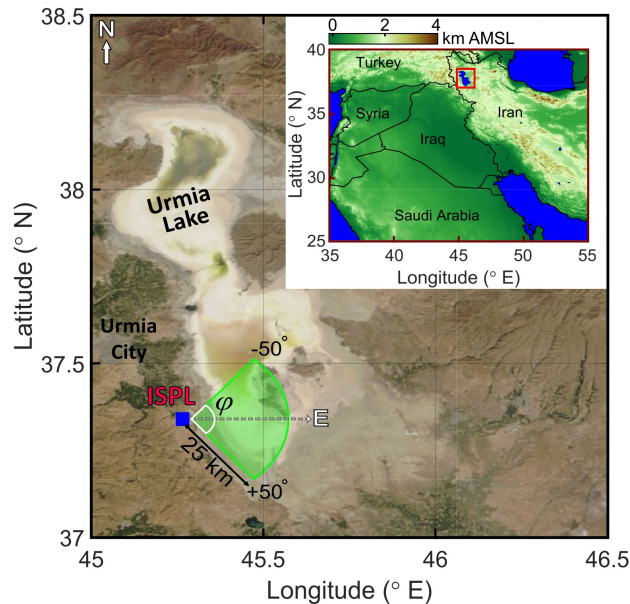 38.5
38
37.5
37
45
45.5
46
46.5
Latitude (° N)
Longitude (° E)
N
Urmia
Lake
Urmia
City
ISPL
φ
E
-50°
+50°
25 km
0
2
4
km AMSL
40
35
30
25
35
40
45
50
55
Latitude (° N)
Longitude (° E)
Turkey
Syria
Iraq
Iran
Saudi Arabia